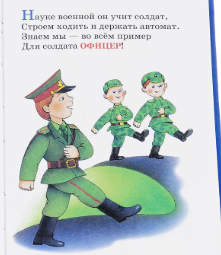 Науке военной он учит солдат,
Строем ходить и держать автомат.
Знаем мы — во всём пример
Для солдата ОФИЦЕР!